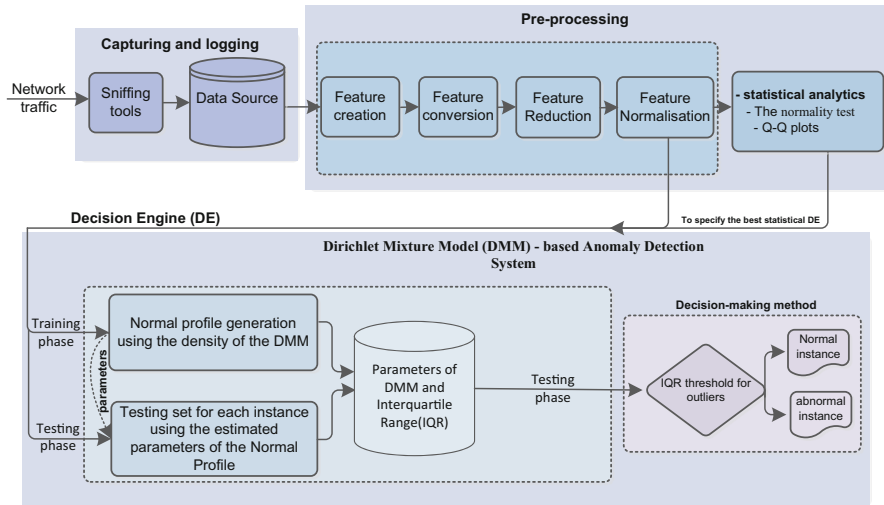 Pre-processing
Capturing and logging
Network
traffic
Sniffing
tools
Data Source
Feature
creation
Feature
conversion
Feature
Reduction
Feature
Normalisation
- statistical analytics
- The normality test
- Q-Q plots
To specify the best statistical DE
Decision Engine (DE)
Dirichlet Mixture Model (DMM) - based Anomaly Detection
System
Training
phase
parameters
Testing
phase
Normal profile generation
using the density of the DMM
Testing set for each instance
using the estimated
parameters of the Normal
Profile
Parameters of
DMM and
Interquartile
Range(IQR)
Testing
phase
Decision-making method
IQR threshold for
outliers
Normal
instance
abnormal
instance